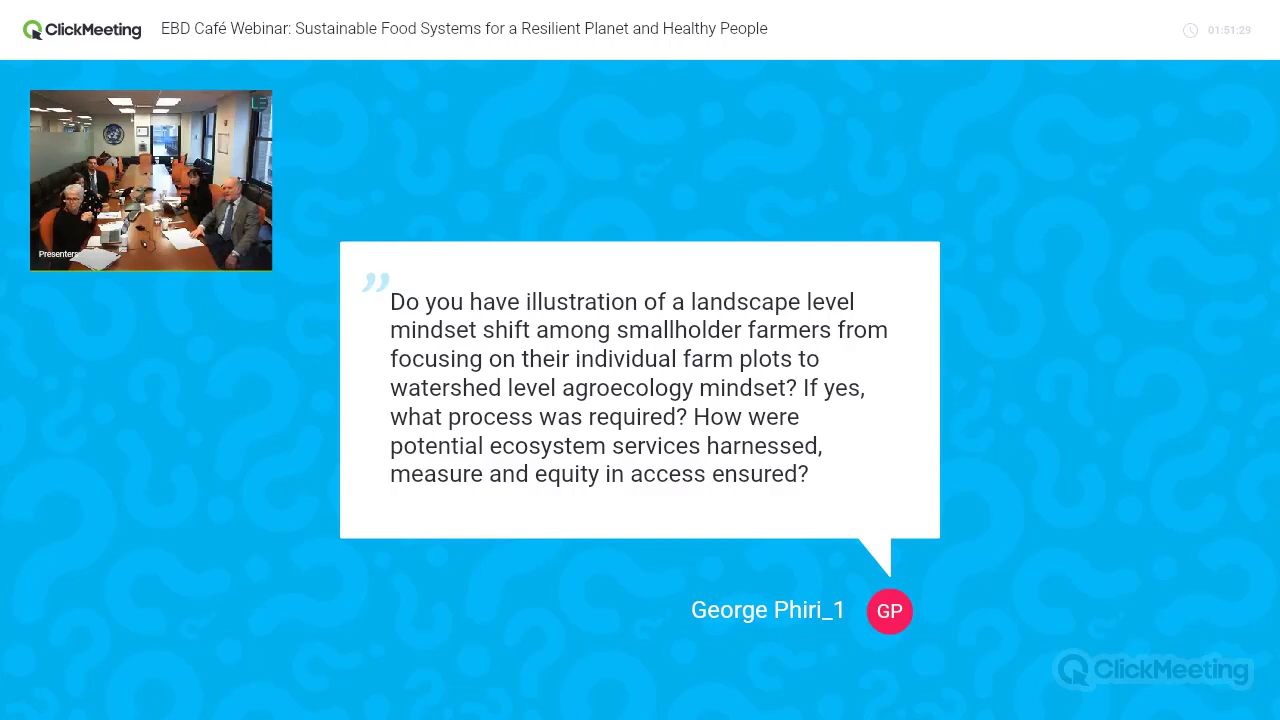 ClickMeeting
EBD Café Webinar: Sustainable Food Systems for a Resilient Planet and Healthy People
01:51:29
Presenters
”
Do you have illustration of a landscape level
mindset shift among smallholder farmers from
focusing on their individual farm plots to
watershed level agroecology mindset? If yes,
what process was required? How were
potential ecosystem services harnessed,
measure and equity in access ensured?
George Phiri_1
GP
ClickMeeting